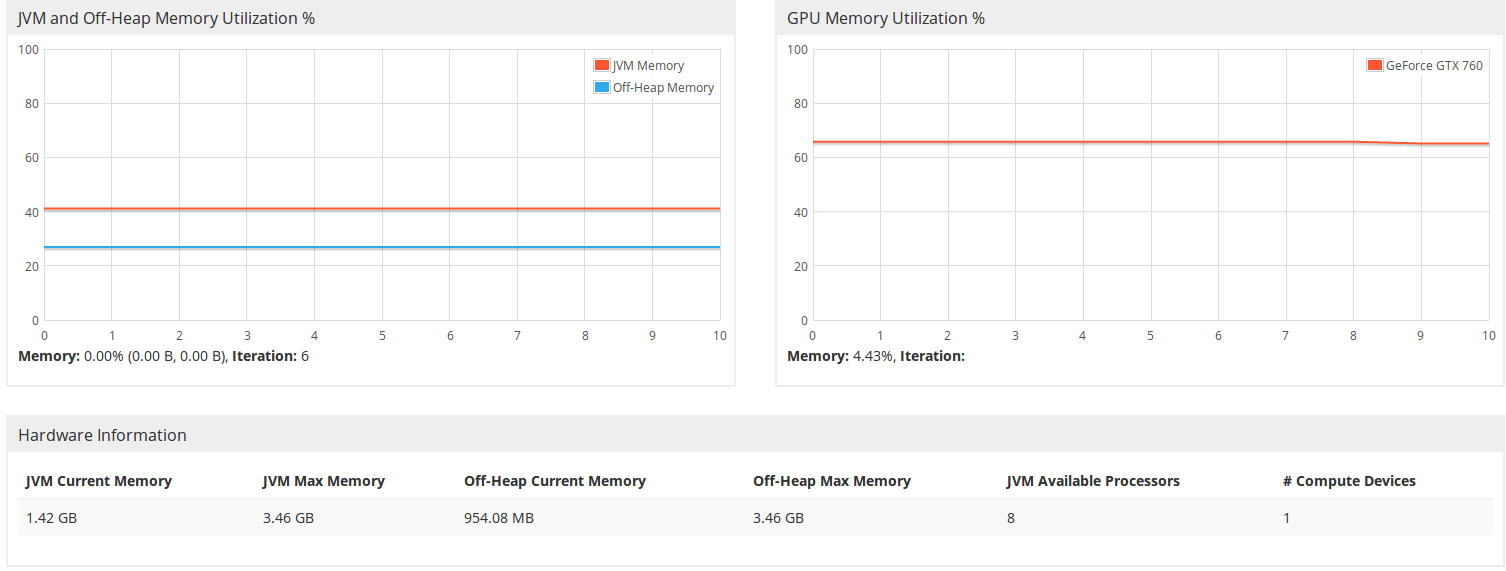 JVM and Off-Heap Memory Utilization %
100
80
60
40
20
0
0 1 2 3 4 5 6 7 8 9 10
JVM Memory
Off-Heap Memory
Memory: 0.00% (0.00 B, 0.00 B), Iteration: 6
GPU Memory Utilization %
100
80
60
40
20
0
0 1 2 3 4 5 6 7 8 9 10
GeForce GTX 760
Memory: 4.43%, Iteration:
Hardware Information
JVM Current Memory JVM Max Memory Off-Heap Current Memory Off-Heap Max Memory JVM Available Processors # Compute Devices
1.42 GB 3.46 GB 954.08 MB 3.46 GB 8 1